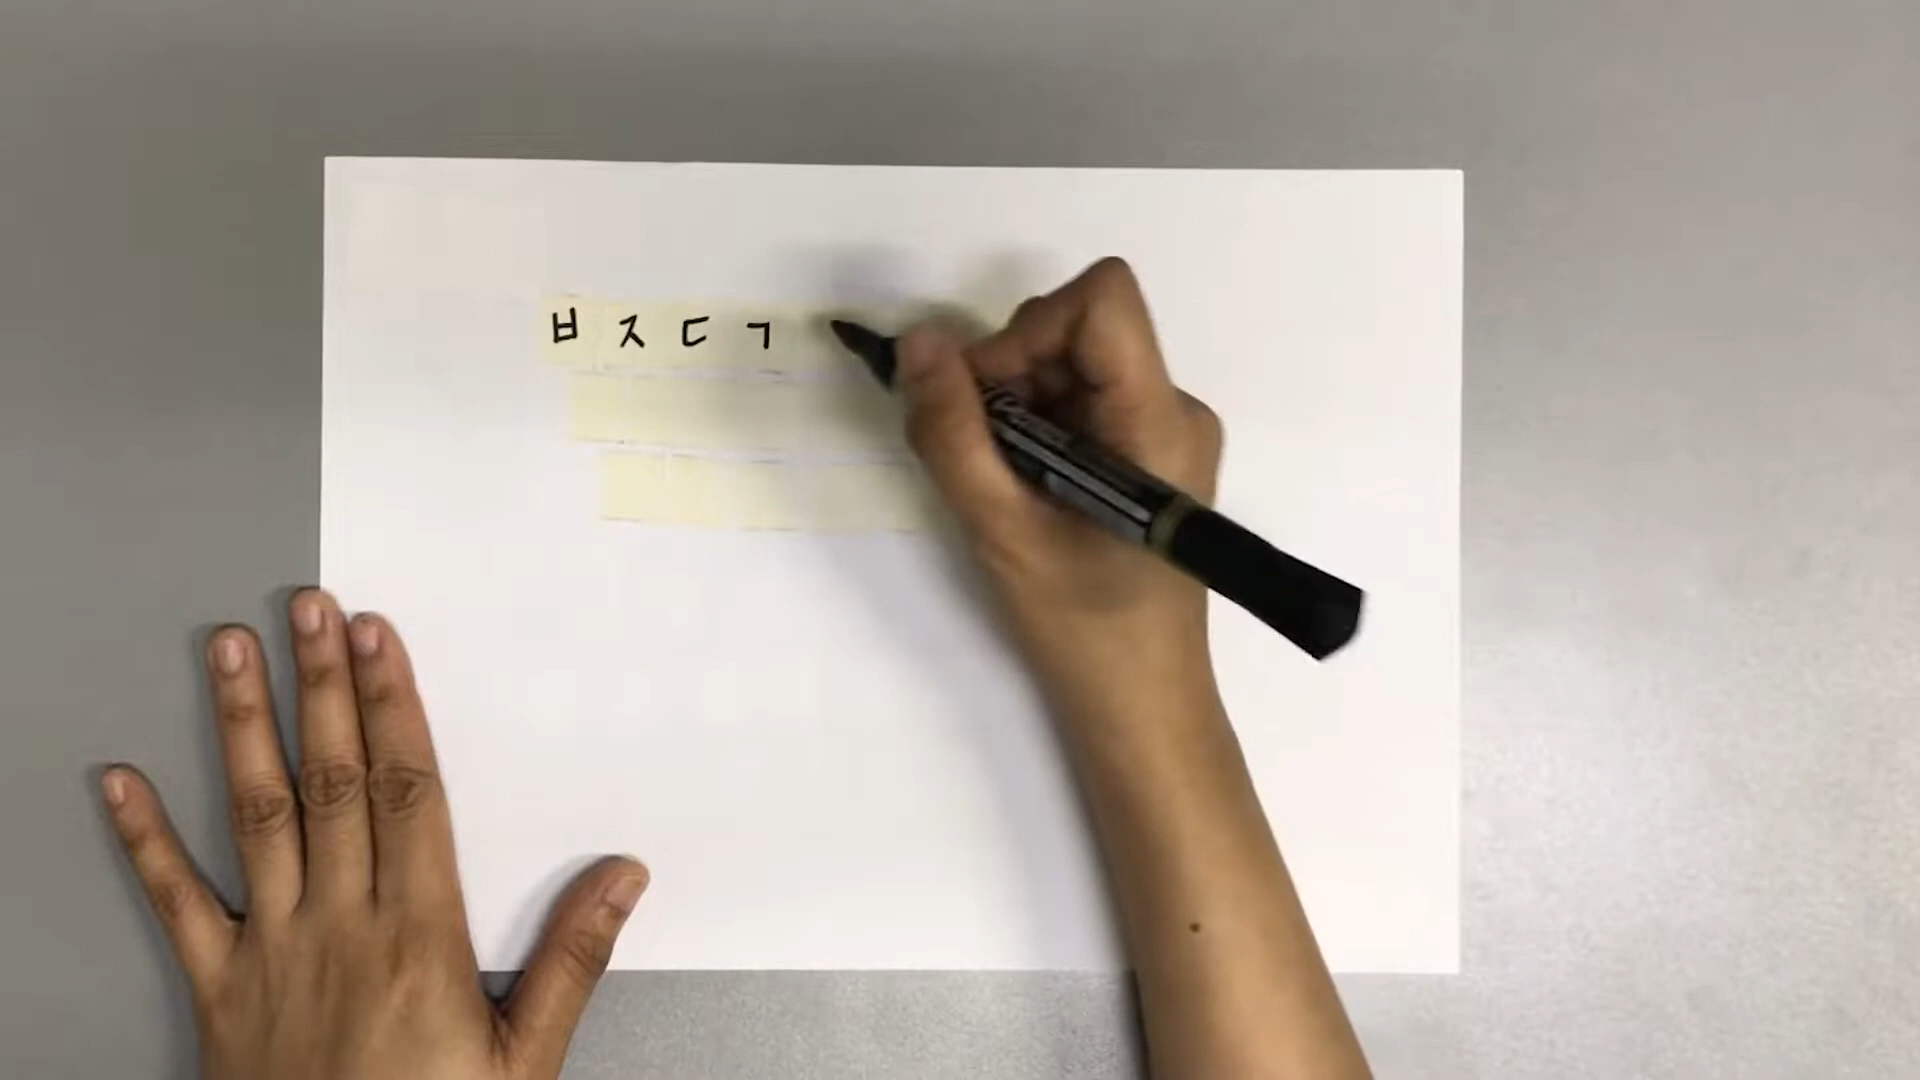 ㅂ ㅈ ㄷ ㄱ